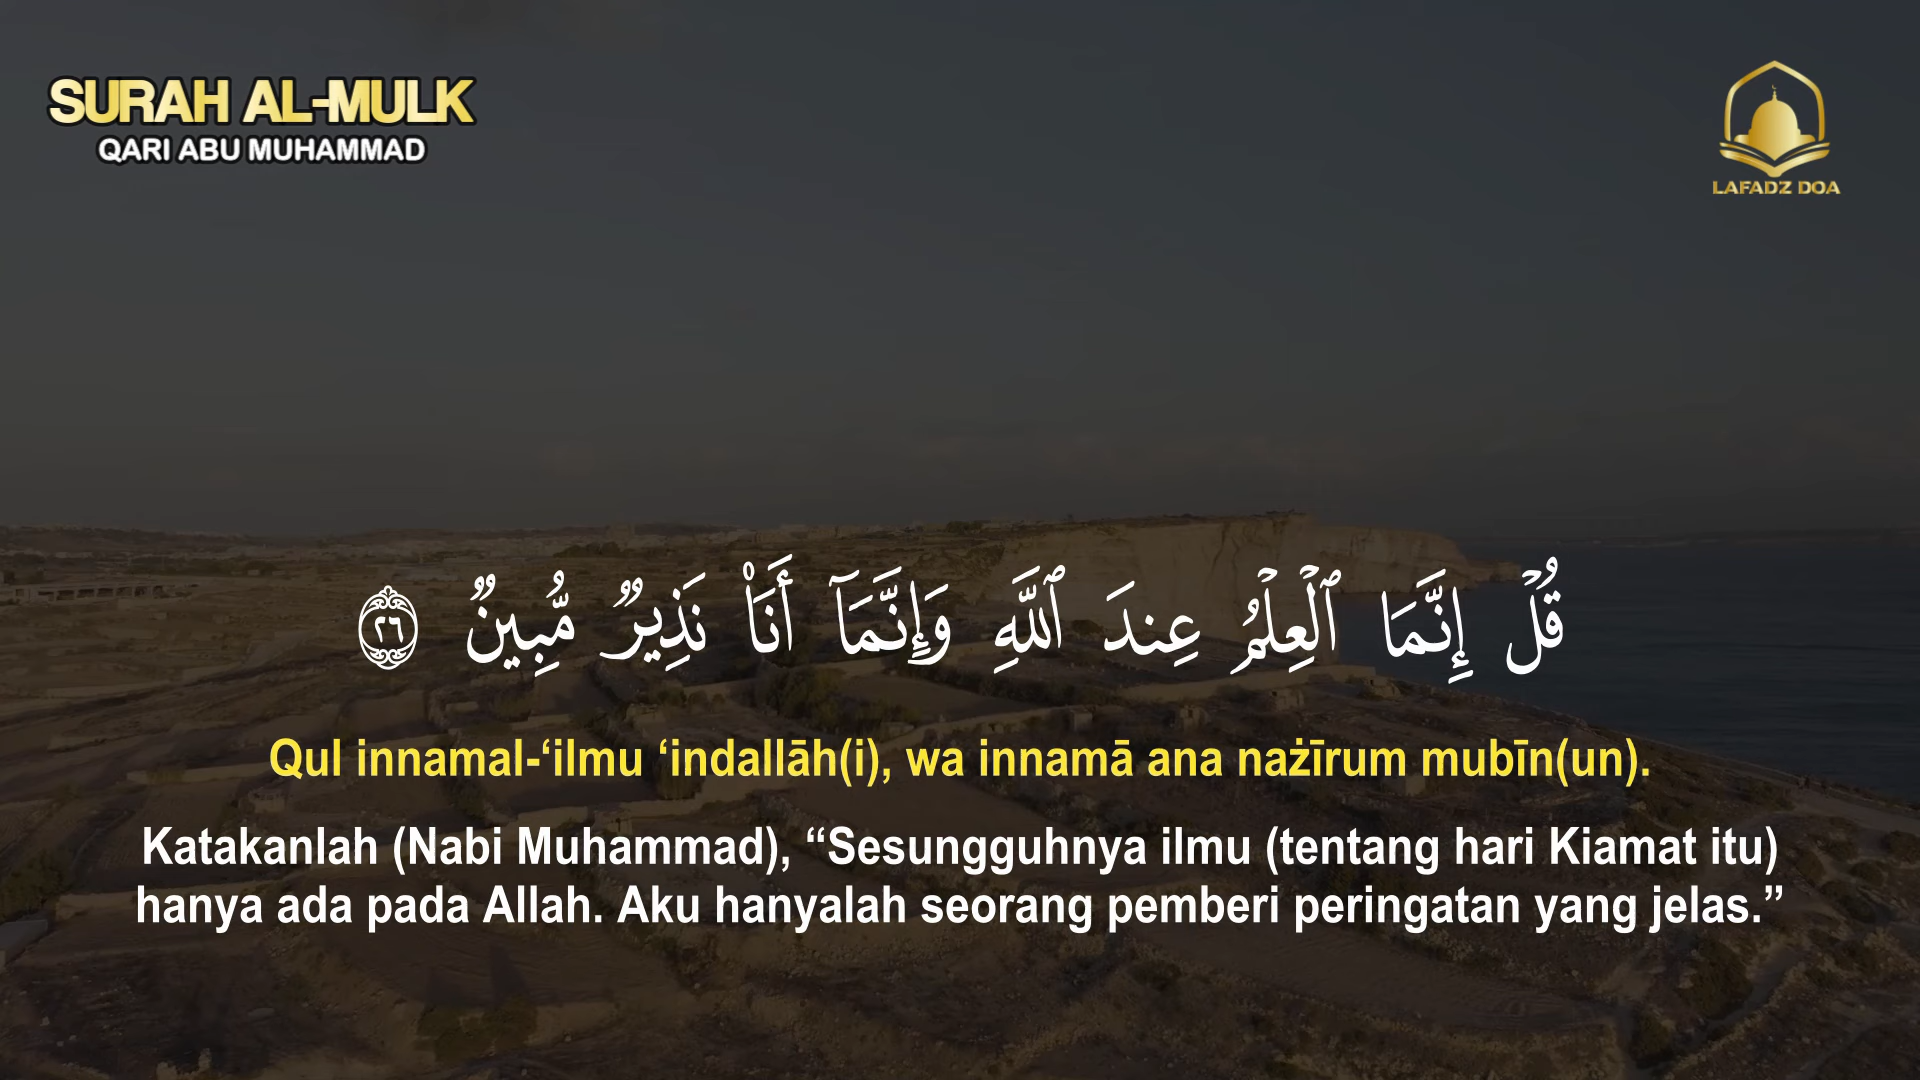 SURAH AL-MULK
QARI ABU MUHAMMAD
LAFADZ DOA
قُلْ إِنَّمَا ٱلْعِلْمُ عِندَ ٱللَّهِ وَإِنَّمَآ أَنَا۠ نَذِيرٌ مُّبِينٌ ٢٦
Qul innamal-‘ilmu ‘indallāh(i), wa innamā ana nażīrum mubīn(un).
Katakanlah (Nabi Muhammad), “Sesungguhnya ilmu (tentang hari Kiamat itu)
hanya ada pada Allah. Aku hanyalah seorang pemberi peringatan yang jelas.”